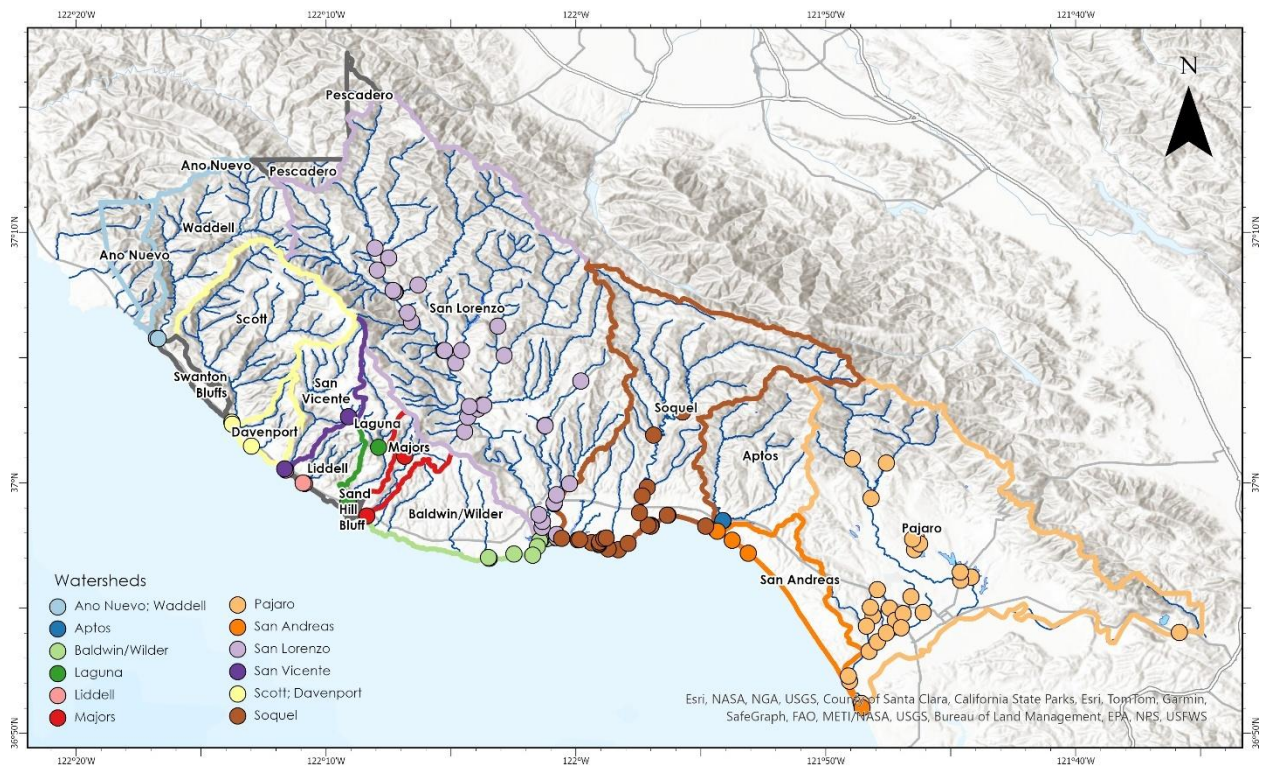 122°20'W 122°10'W 122°0'W 121°50'W 121°40'W
N
Pescadero
Ano Nuevo
Pescadero
Waddell
37°10'N 37°10'N
Ano Nuevo
San Lorenzo
Scott
Swanton
Bluffs
San
Vicente
Soquel
Laguna
Davenport
Majors
Aptos
Liddell
37°0'N 37°0'N
Sand
Hill
Bluff
Baldwin/Wilder
Pajaro
San Andreas
Watersheds
Ano Nuevo; Waddell
Aptos
Baldwin/Wilder
Laguna
Liddell
Majors
Pajaro
San Andreas
San Lorenzo
San Vicente
Scott; Davenport
Soquel
Esri, NASA, NGA, USGS, County of Santa Clara, California State Parks, Esri, TomTom, Garmin,
SafeGraph, FAO, METI/NASA, USGS, Bureau of Land Management, EPA, NPS, USFWS
36°50'N 36°50'N
122°20'W 122°10'W 122°0'W 121°50'W 121°40'W